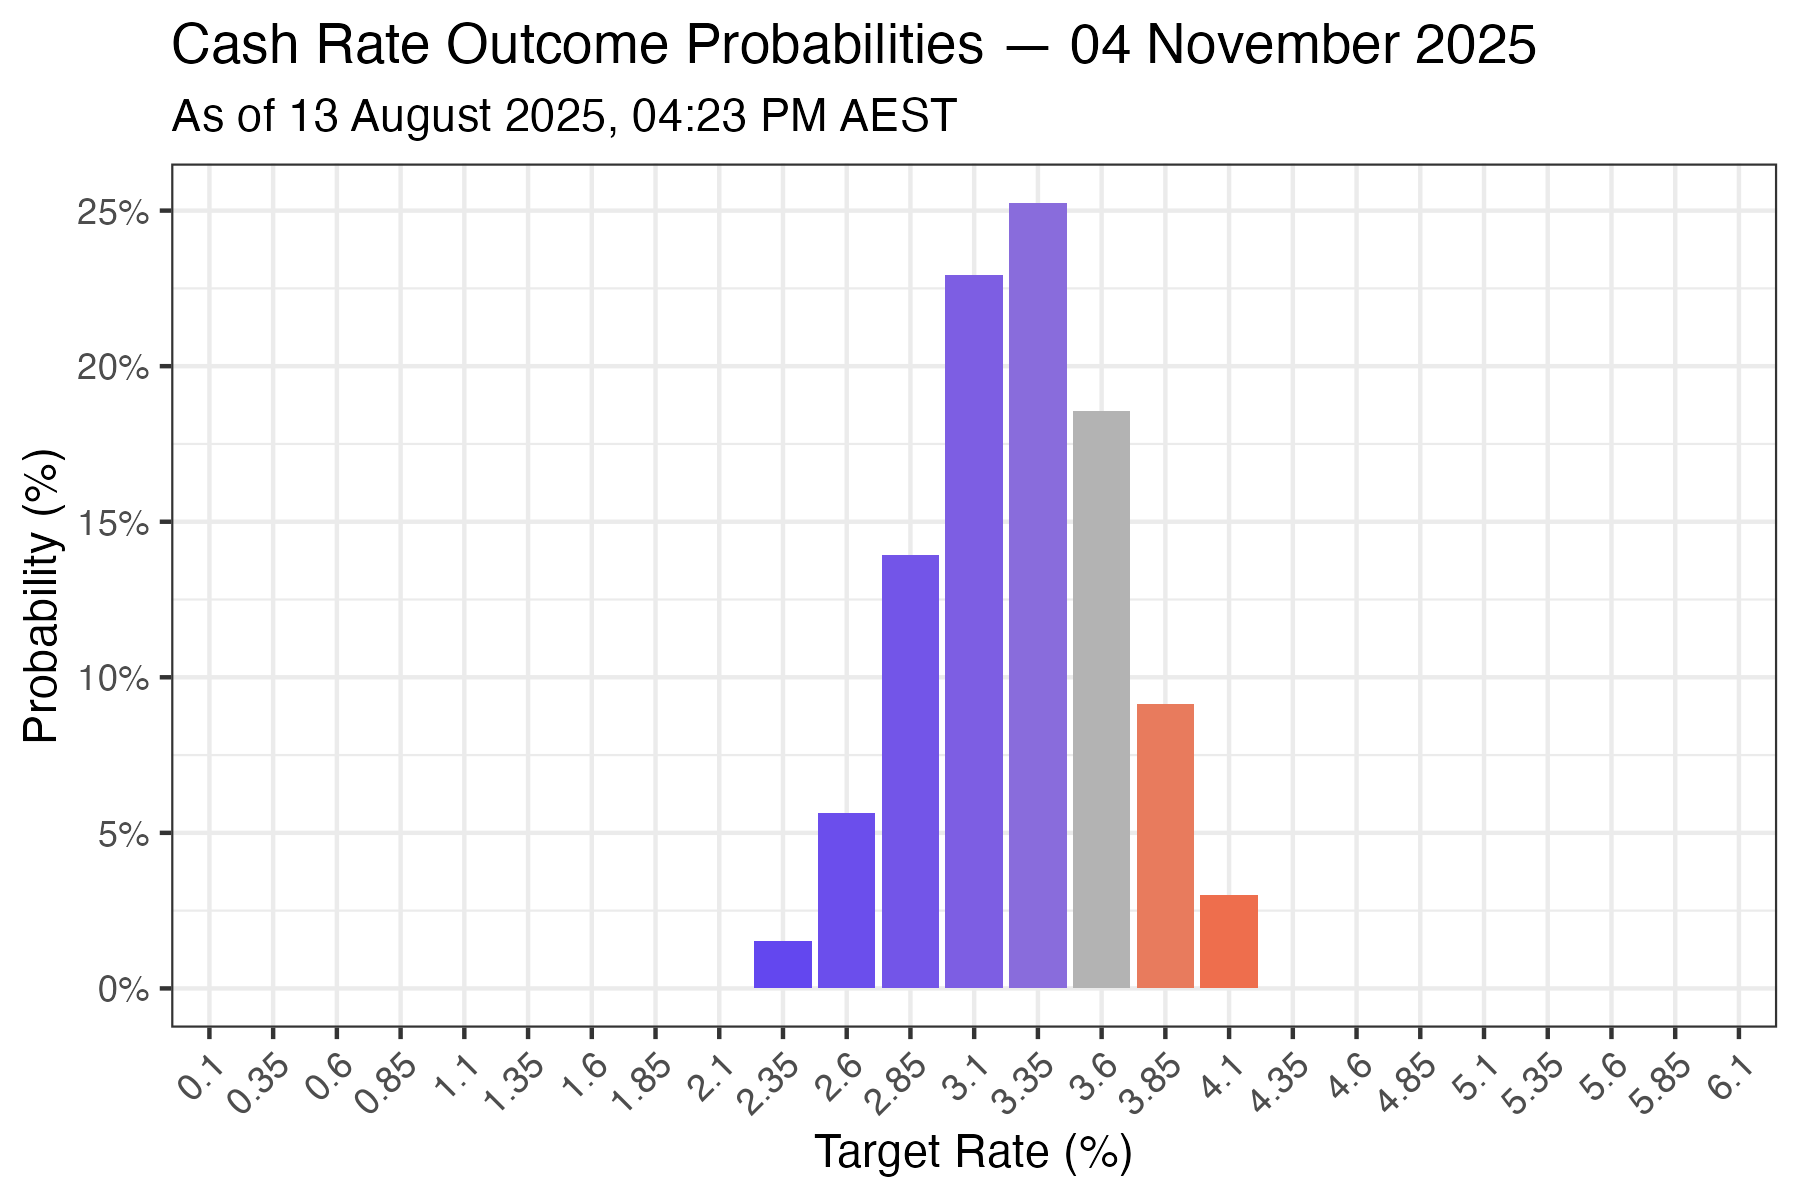 Cash Rate Outcome Probabilities — 04 November 2025
As of 13 August 2025, 04:23 PM AEST
Probability (%)
25%
20%
15%
10%
5%
0%
0.1 0.35 0.6 0.85 1.1 1.35 1.6 1.85 2.1 2.35 2.6 2.85 3.1 3.35 3.6 3.85 4.1 4.35 4.6 4.85 5.1 5.35 5.6 5.85 6.1
Target Rate (%)